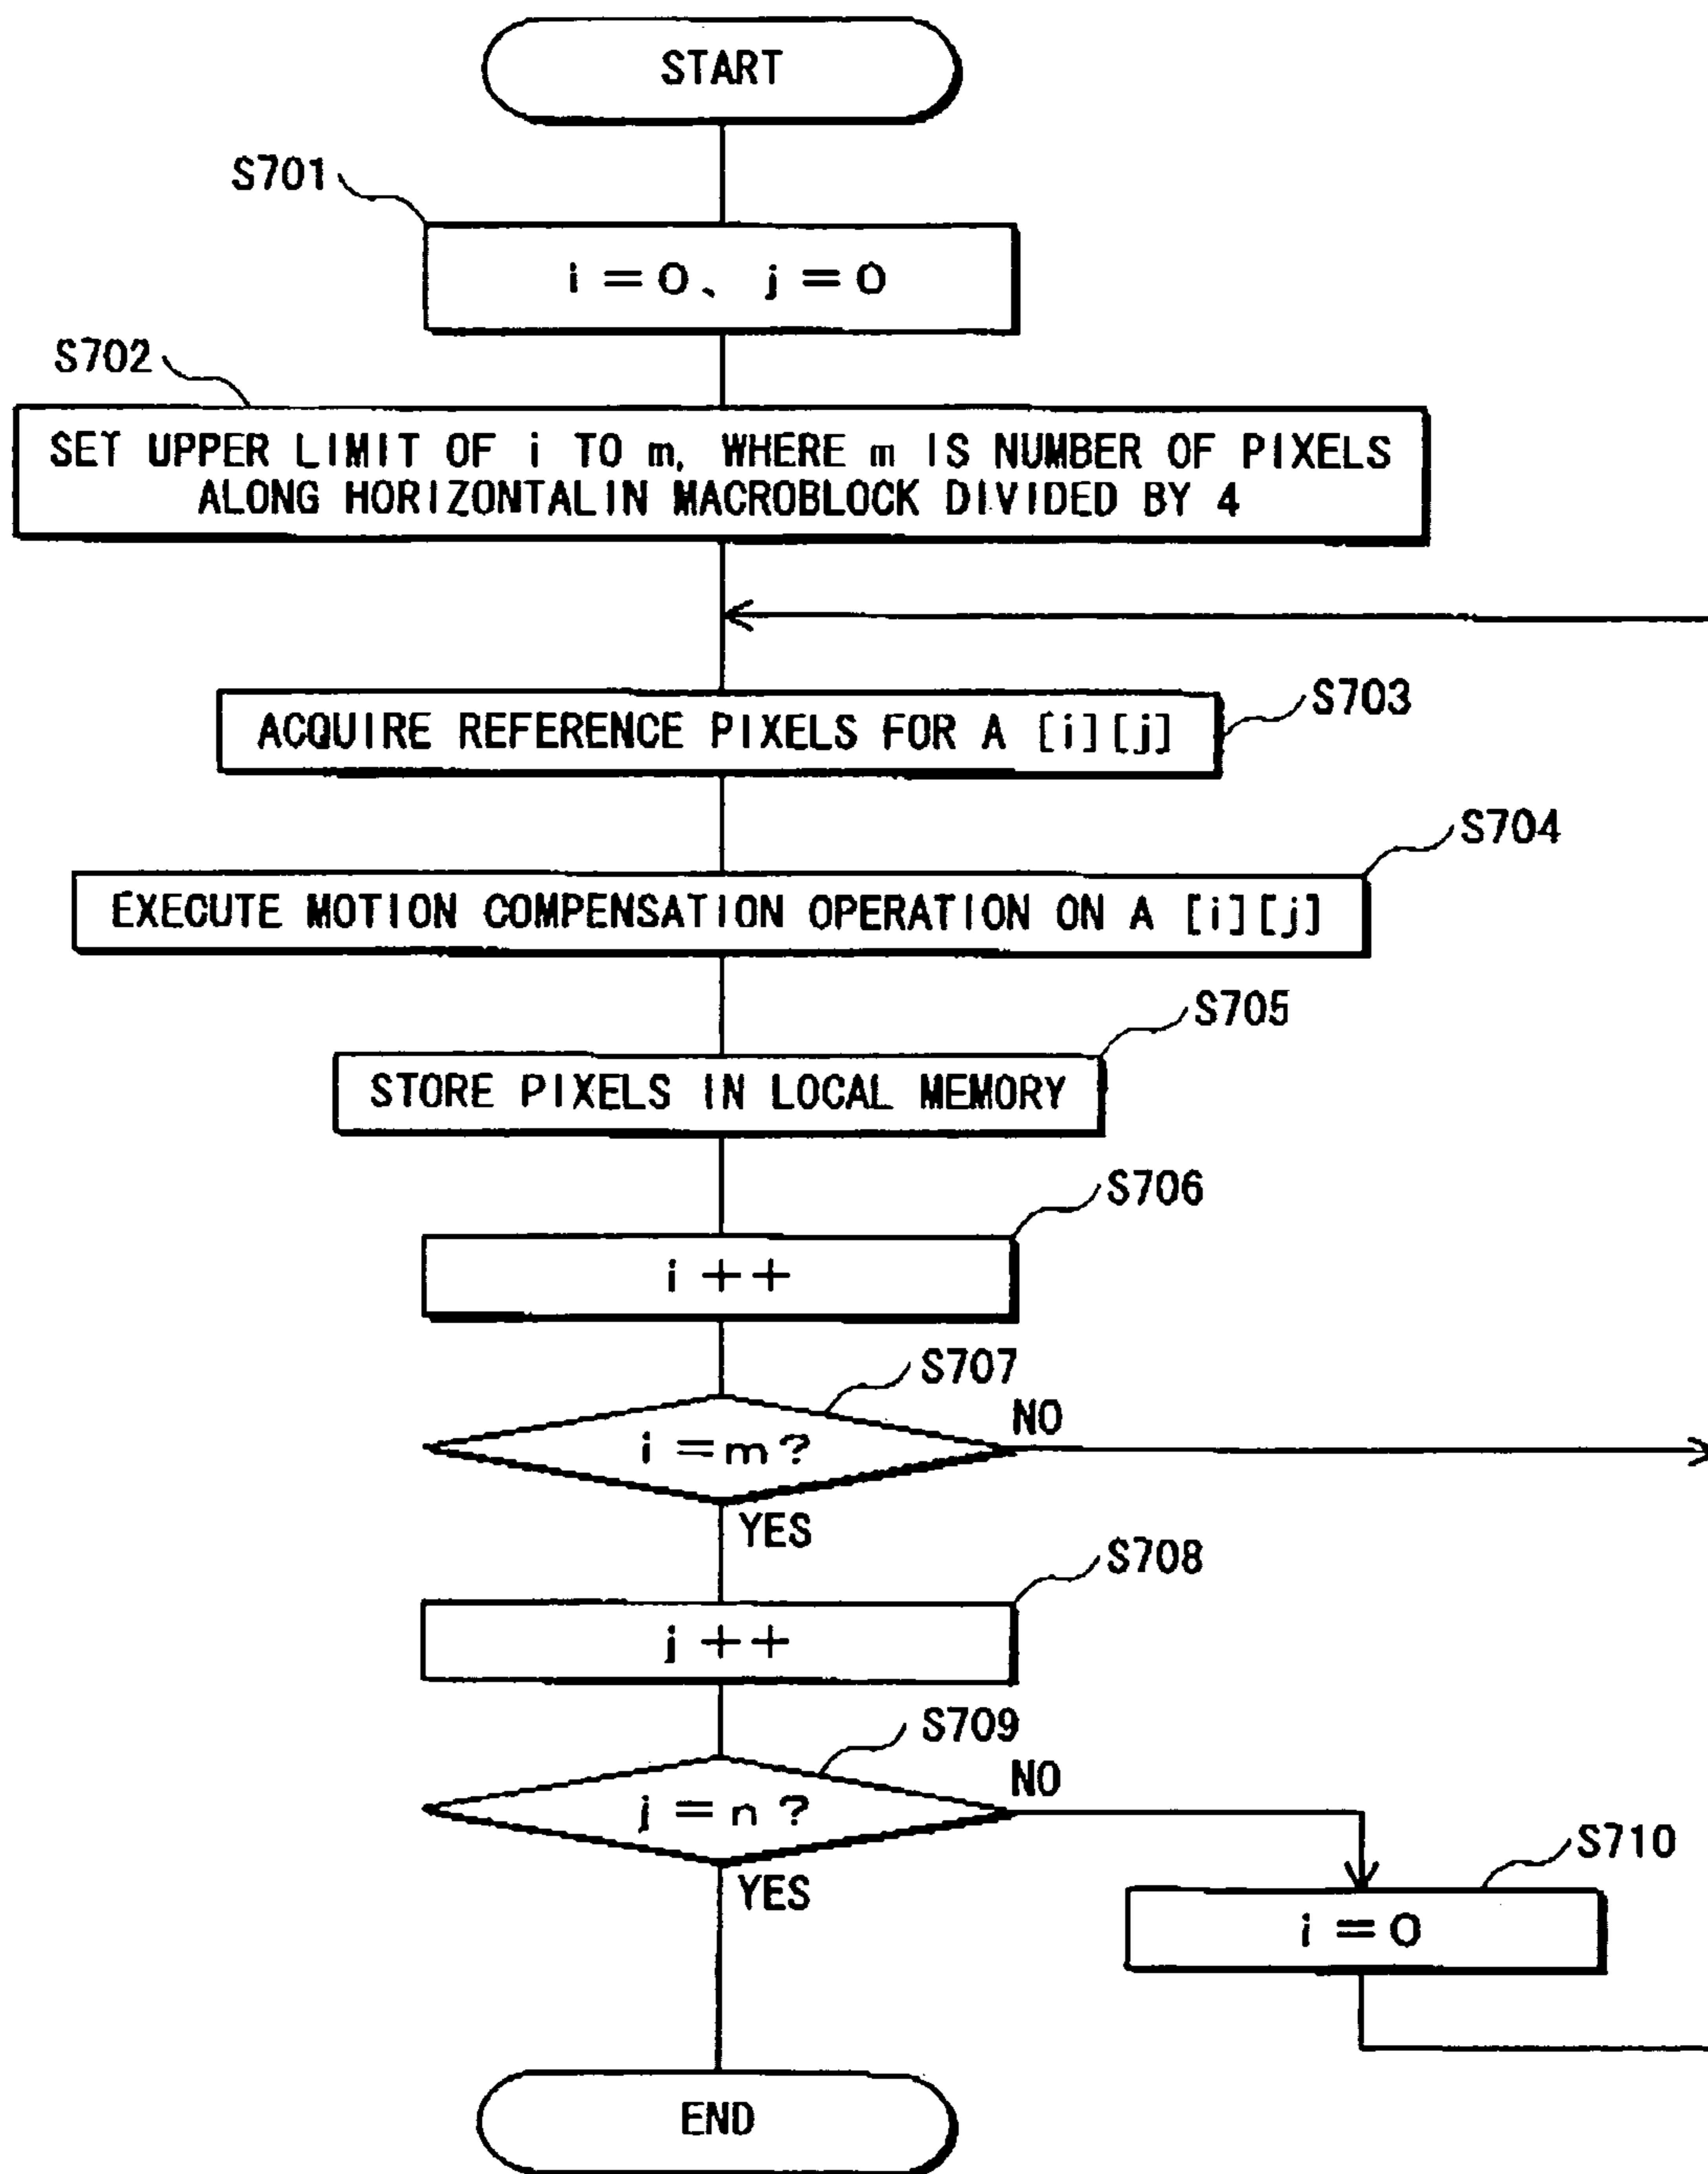 START
S701
i = 0、 j = 0
S702
SET UPPER LIMIT OF i TO m, WHERE m IS NUMBER OF PIXELS
ALONG HORIZONTALIN MACROBLOCK DIVIDED BY 4
S703
ACQUIRE REFERENCE PIXELS FOR A [i][j]
S704
EXECUTE MOTION COMPENSATION OPERATION ON A [i][j]
S705
STORE PIXELS IN LOCAL MEMORY
S706
i ++
S707
i = m ?
NO
YES
S708
j ++
S709
j = n ?
NO
YES
S710
i = 0
END